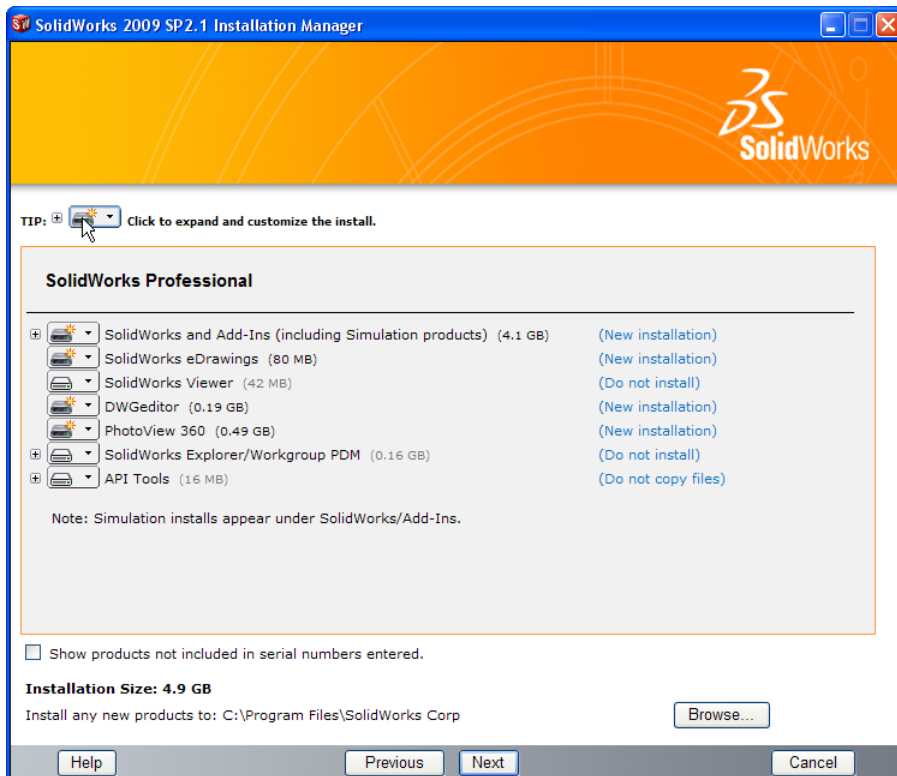 SolidWorks 2009 SP2.1 Installation Manager
SolidWorks
TIP: Click to expand and customize the install.
SolidWorks Professional
SolidWorks and Add-Ins (including Simulation products) (4.1 GB) (New installation)
SolidWorks eDrawings (80 MB) (New installation)
SolidWorks Viewer (42 MB) (Do not install)
DWGeditor (0.19 GB) (New installation)
PhotoView 360 (0.49 GB) (New installation)
SolidWorks Explorer/Workgroup PDM (0.16 GB) (Do not install)
API Tools (16 MB) (Do not copy files)
Note: Simulation installs appear under SolidWorks/Add-Ins.
Show products not included in serial numbers entered.
Installation Size: 4.9 GB
Install any new products to: C:\Program Files\SolidWorks Corp Browse...
Help Previous Next Cancel